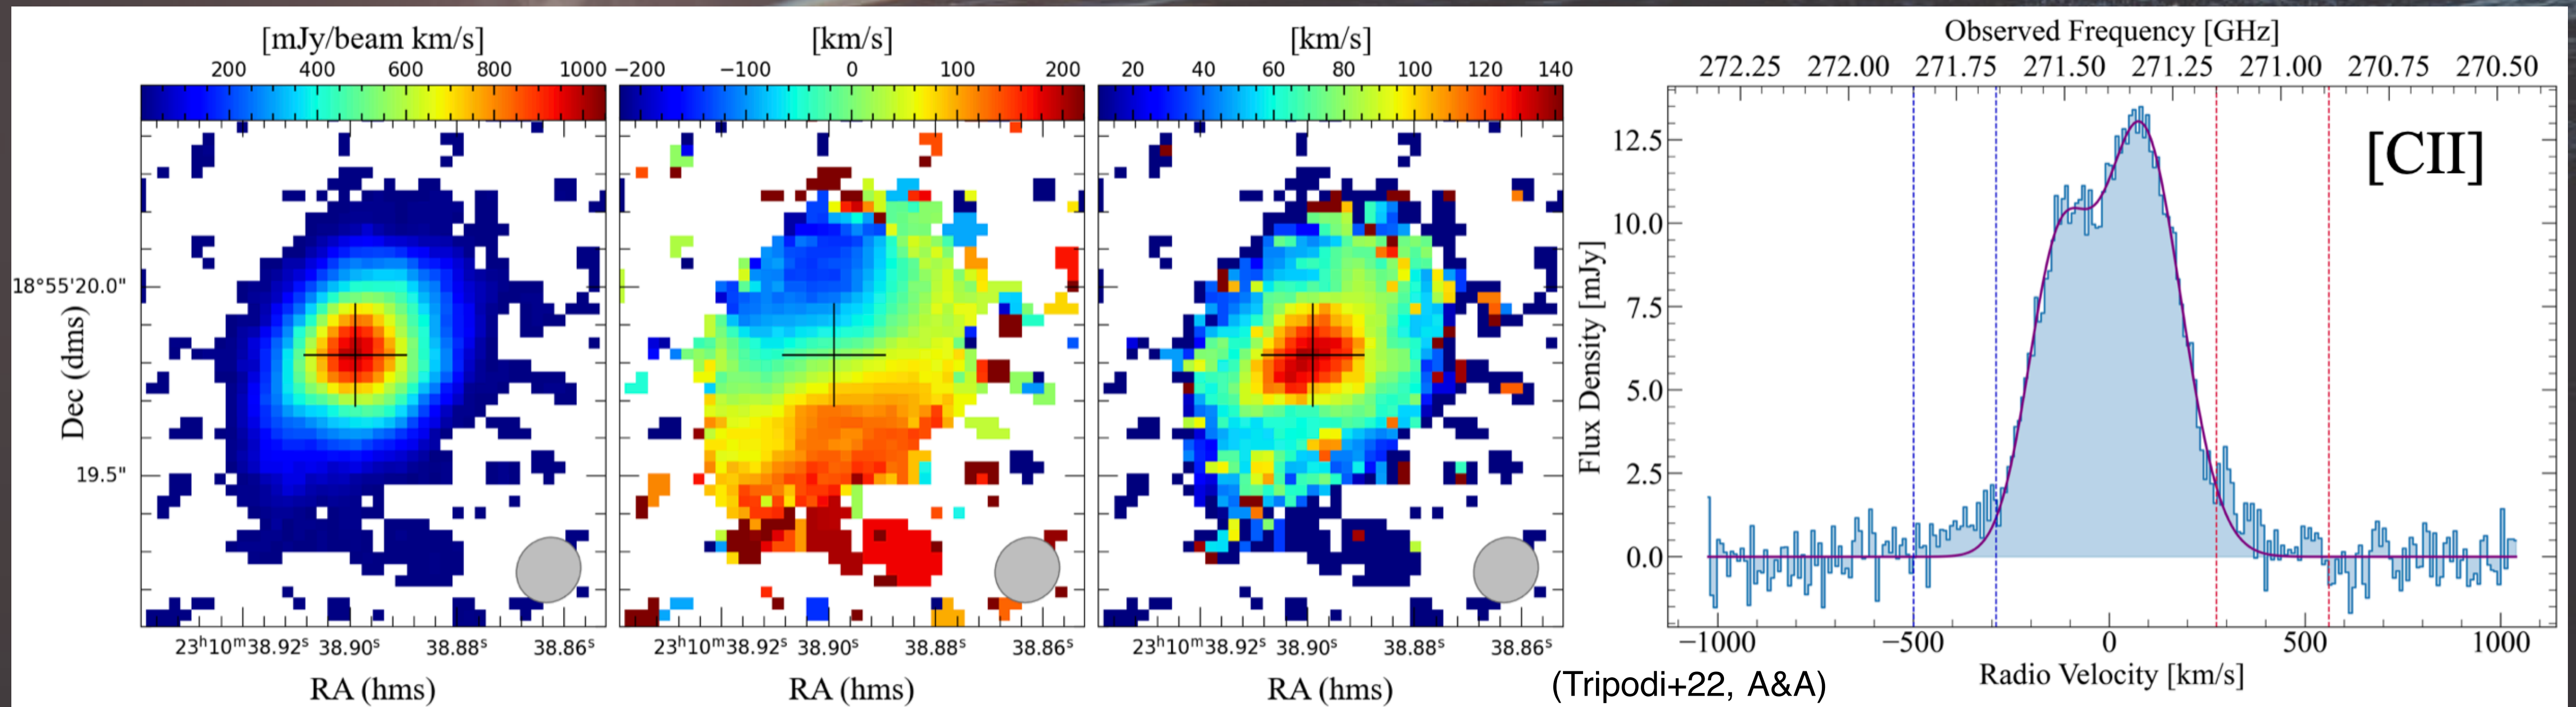 [mJy/beam km/s]
200 400 600 800 1000
[km/s]
−200 −100 0 100 200
[km/s]
20 40 60 80 100 120 140
Observed Frequency [GHz]
272.25 272.00 271.75 271.50 271.25 271.00 270.75 270.50
Dec (dms)
18°55'20.0"
19.5"
23ʰ10ᵐ38.92ˢ 38.90ˢ 38.88ˢ 38.86ˢ
RA (hms)
23ʰ10ᵐ38.92ˢ 38.90ˢ 38.88ˢ 38.86ˢ
RA (hms)
23ʰ10ᵐ38.92ˢ 38.90ˢ 38.88ˢ 38.86ˢ
RA (hms)
Flux Density [mJy]
12.5
10.0
7.5
5.0
2.5
0.0
[CII]
−1000 −500 0 500 1000
Radio Velocity [km/s]
(Tripodi+22, A&A)